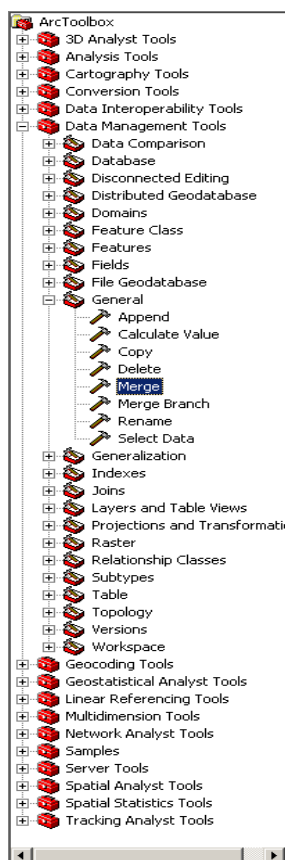 ArcToolbox
3D Analyst Tools
Analysis Tools
Cartography Tools
Conversion Tools
Data Interoperability Tools
Data Management Tools
Data Comparison
Database
Disconnected Editing
Distributed Geodatabase
Domains
Feature Class
Features
Fields
File Geodatabase
General
Append
Calculate Value
Copy
Delete
Merge
Merge Branch
Rename
Select Data
Generalization
Indexes
Joins
Layers and Table Views
Projections and Transformati
Raster
Relationship Classes
Subtypes
Table
Topology
Versions
Workspace
Geocoding Tools
Geostatistical Analyst Tools
Linear Referencing Tools
Multidimension Tools
Network Analyst Tools
Samples
Server Tools
Spatial Analyst Tools
Spatial Statistics Tools
Tracking Analyst Tools